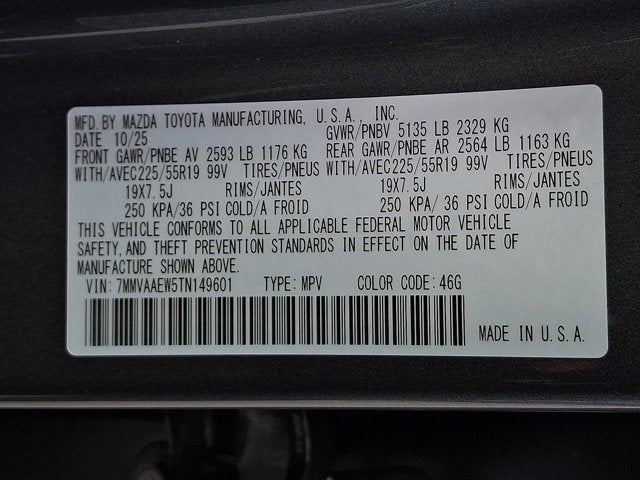 MFD. BY MAZDA TOYOTA MANUFACTURING, U.S.A., INC.
DATE 10/25 GVWR/PNBV 5135 LB 2329 KG
FRONT GAWR/PNBE AV 2593 LB 1176 KG REAR GAWR/PNBE AR 2564 LB 1163 KG
WITH/AVEC225/55R19 99V TIRES/PNEUS WITH/AVEC225/55R19 99V TIRES/PNEUS
19X7.5J RIMS/JANTES 19X7.5J RIMS/JANTES
250 KPA/36 PSI COLD/A FROID 250 KPA/36 PSI COLD/A FROID
THIS VEHICLE CONFORMS TO ALL APPLICABLE FEDERAL MOTOR VEHICLE
SAFETY, AND THEFT PREVENTION STANDARDS IN EFFECT ON THE DATE OF
MANUFACTURE SHOWN ABOVE.
VIN: 7MMVAAEW5TN149601 TYPE: MPV COLOR CODE: 46G
MADE IN U.S.A.